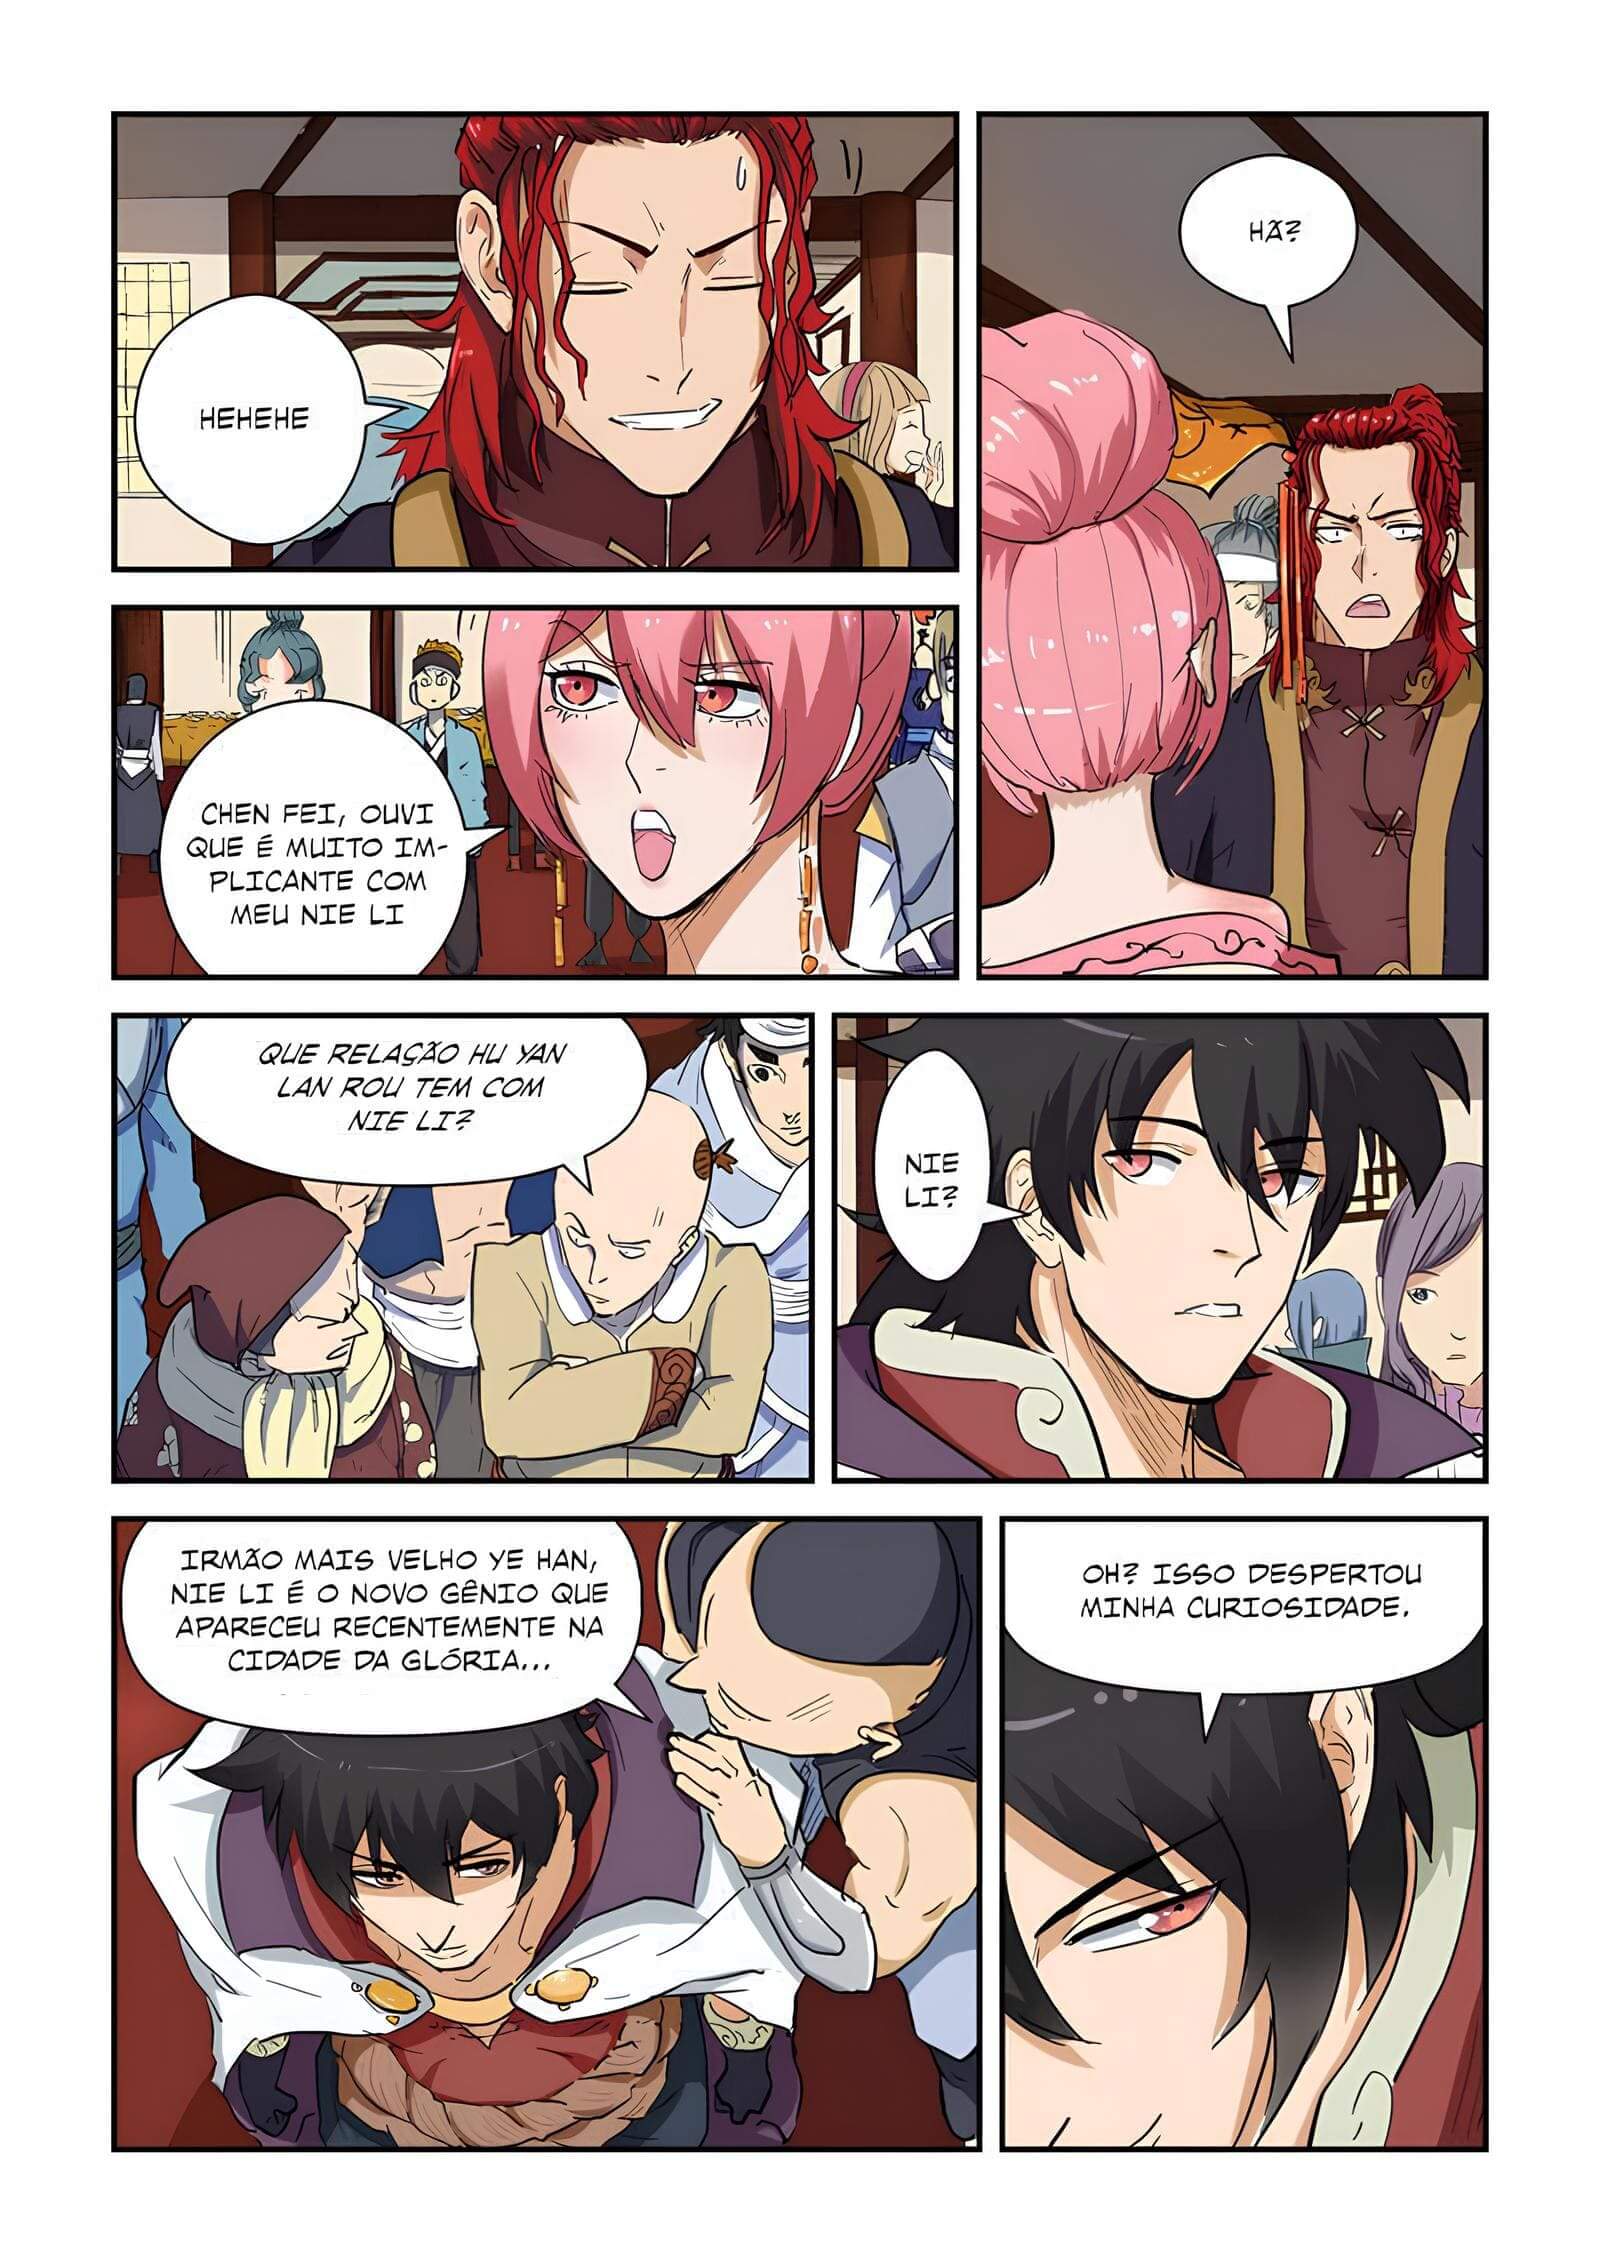 HEHEHE
HÃ?
CHEN FEI, OUVI
QUE É MUITO IM-
PLICANTE COM
MEU NIE LI
QUE RELAÇÃO HU YAN
LAN ROU TEM COM
NIE LI?
NIE
LI?
IRMÃO MAIS VELHO YE HAN,
NIE LI É O NOVO GÊNIO QUE
APARECEU RECENTEMENTE NA
CIDADE DA GLÓRIA...
OH? ISSO DESPERTOU
MINHA CURIOSIDADE.